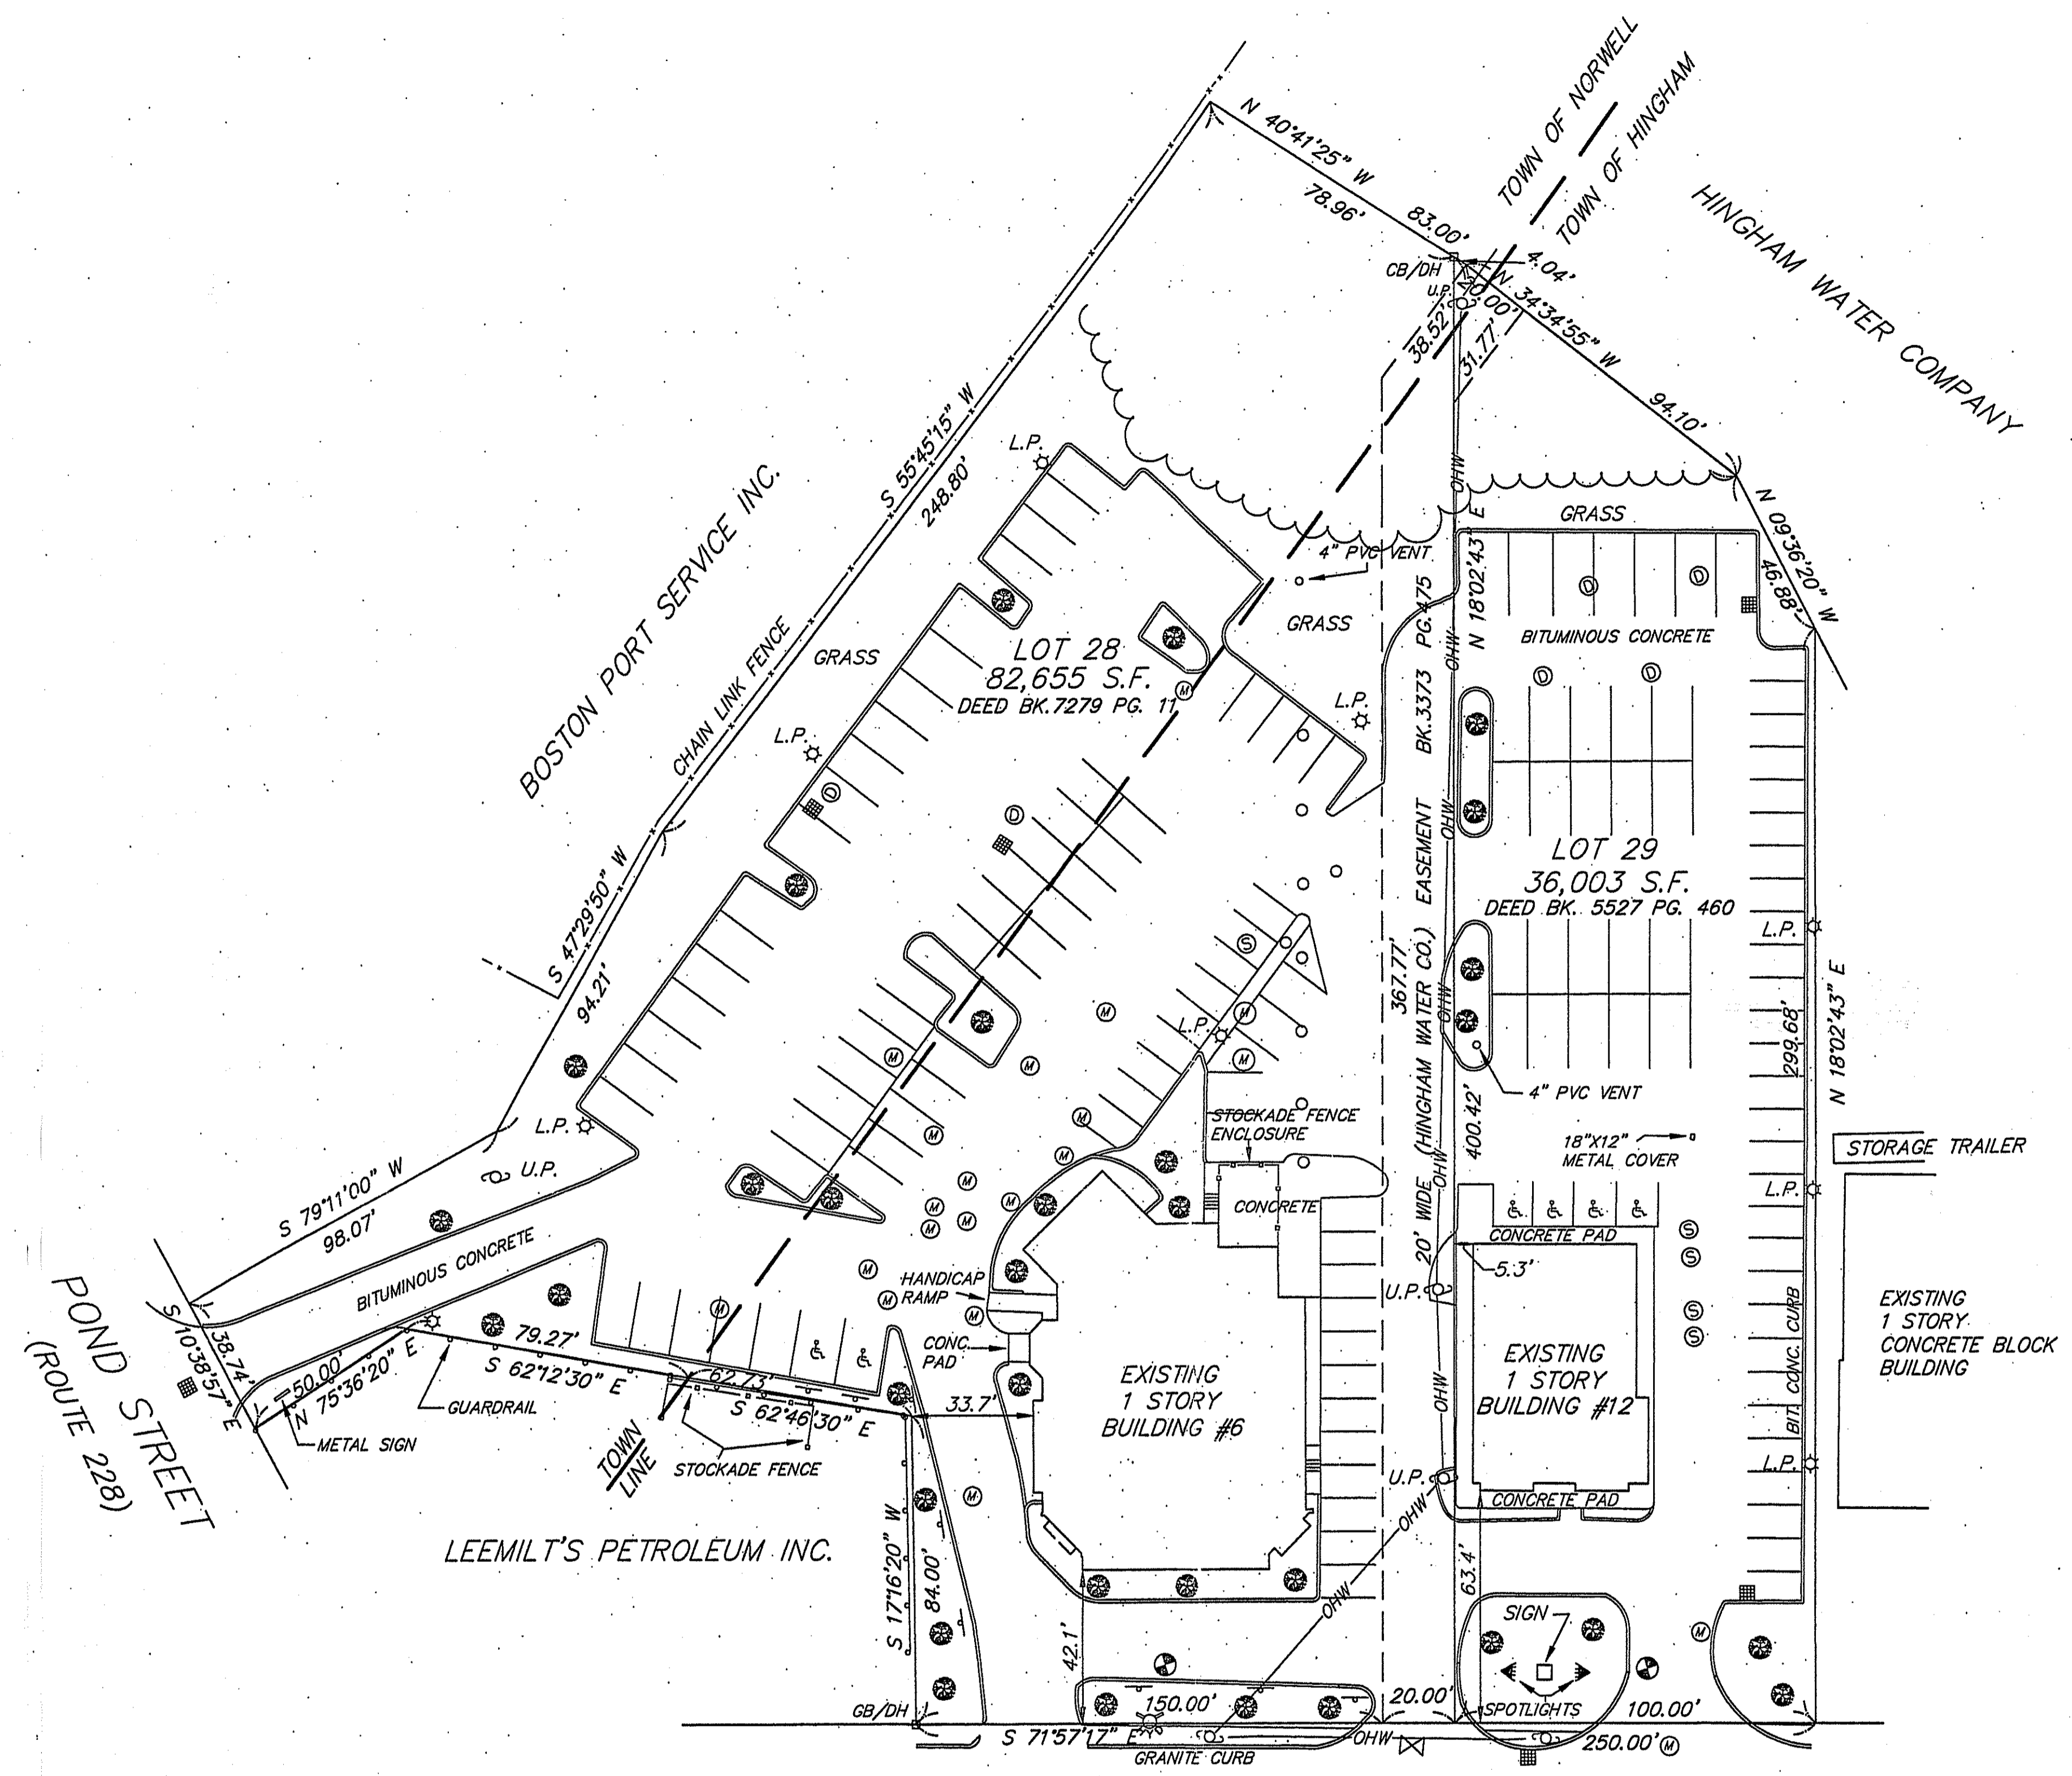 TOWN OF NORWELL
TOWN OF HINGHAM
HINGHAM WATER COMPANY
N 40°41'25" W
78.96'
83.00'
4.04'
CB/DH
U.P.
38.52'
31.77'
N 34°34'55" W
94.10'
N 09°36'20" W
46.88'
S 55°45'15" W
248.80'
L.P.
BOSTON PORT SERVICE INC.
CHAIN LINK FENCE
GRASS
LOT 28
82,655 S.F.
DEED BK.7279 PG. 11
M
L.P.
D
D
4" PVC VENT
GRASS
L.P.
GRASS
D
D
BITUMINOUS CONCRETE
D
D
N 18°02'43" E
OHW
OHW
OHW
OHW
OHW
OHW
20' WIDE (HINGHAM WATER CO.) EASEMENT BK.3373 PG.475
367.77'
400.42'
LOT 29
36,003 S.F.
DEED BK. 5527 PG. 460
L.P.
299.68'
N 18°02'43" E
S 47°29'50" W
94.21'
S
L.P.
M
M
M
M
M
M
M
M
4" PVC VENT
18"X12"
METAL COVER
STORAGE TRAILER
STOCKADE FENCE
ENCLOSURE
L.P.
U.P.
S 79°11'00" W
98.07'
BITUMINOUS CONCRETE
M
M
M
M
M
M
M
M
M
M
CONCRETE
L.P.
CONCRETE PAD
5.3'
U.P.
S
S
S
S
HANDICAP
RAMP
CONC.
PAD
POND STREET
(ROUTE 228)
S 10°38'57" E
38.74'
50.00'
N 75°36'20" E
METAL SIGN
GUARDRAIL
79.27'
S 62°12'30" E
62.73'
S 62°46'30" E
TOWN
LINE
STOCKADE FENCE
33.7'
EXISTING
1 STORY
BUILDING #6
EXISTING
1 STORY
BUILDING #12
EXISTING
1 STORY
CONCRETE BLOCK
BUILDING
BIT. CONC. CURB
L.P.
U.P.
CONCRETE PAD
M
OHW
OHW
LEEMILT'S PETROLEUM INC.
S 17°16'20" W
84.00'
42.1'
63.4'
SIGN
M
SPOTLIGHTS
GB/DH
150.00'
20.00'
100.00'
S 71°57'17" E
OHW
250.00'
M
GRANITE CURB